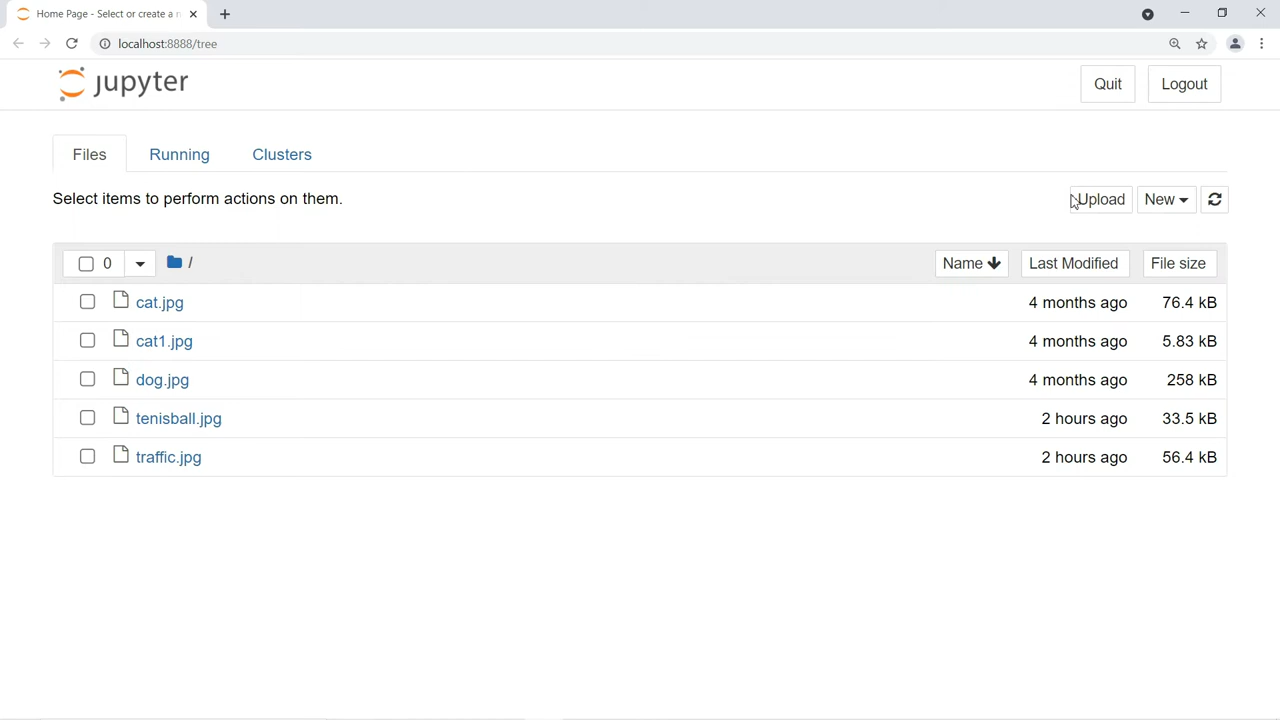 Home Page - Select or create a n
localhost:8888/tree
jupyter
Quit
Logout
Files
Running
Clusters
Select items to perform actions on them.
Upload
New
0
/
Name
Last Modified
File size
cat.jpg
4 months ago
76.4 kB
cat1.jpg
4 months ago
5.83 kB
dog.jpg
4 months ago
258 kB
tenisball.jpg
2 hours ago
33.5 kB
traffic.jpg
2 hours ago
56.4 kB